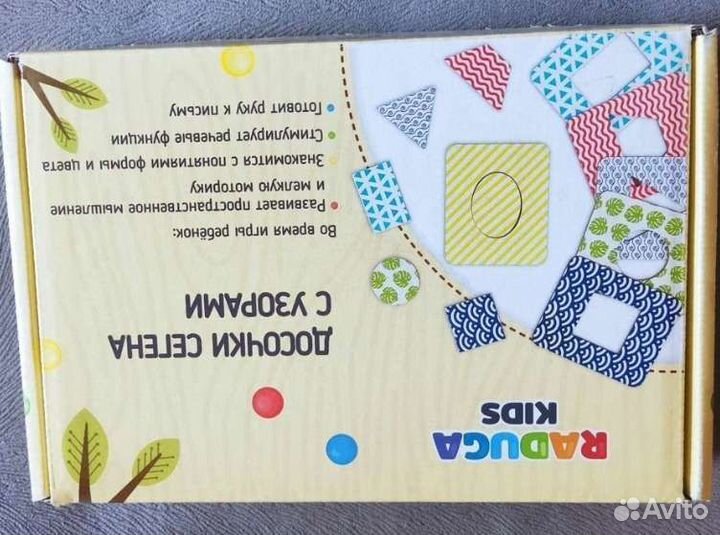 RADUGA
KIDS
ДОСОЧКИ СЕГЕНА
С УЗОРАМИ
Во время игры ребёнок:
• Развивает пространственное мышление
и мелкую моторику
• Знакомится с понятиями формы и цвета
• Стимулирует речевые функции
• Готовит руку к письму
Avito